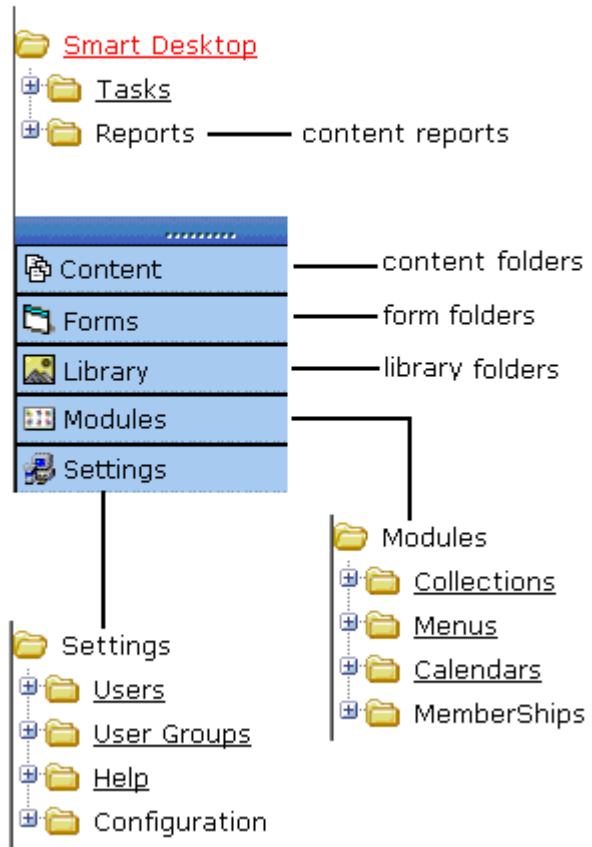 Smart Desktop
Tasks
Reports content reports
Content content folders
Forms form folders
Library library folders
Modules
Settings
Modules
Collections
Menus
Calendars
MemberShips
Settings
Users
User Groups
Help
Configuration